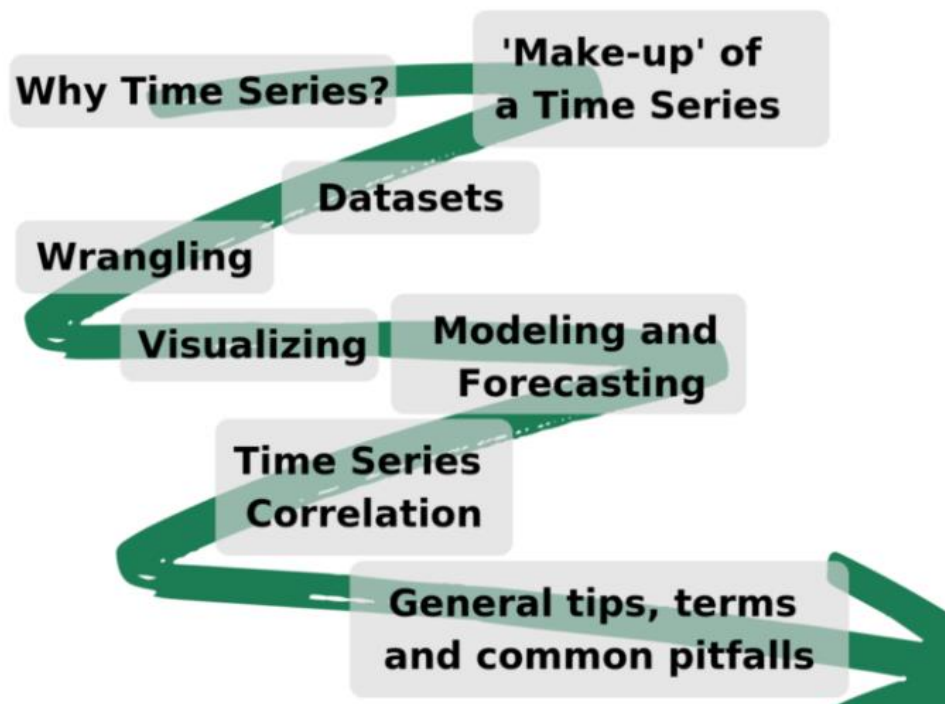 Why Time Series?
'Make-up' of
a Time Series
Datasets
Wrangling
Visualizing
Modeling and
Forecasting
Time Series
Correlation
General tips, terms
and common pitfalls